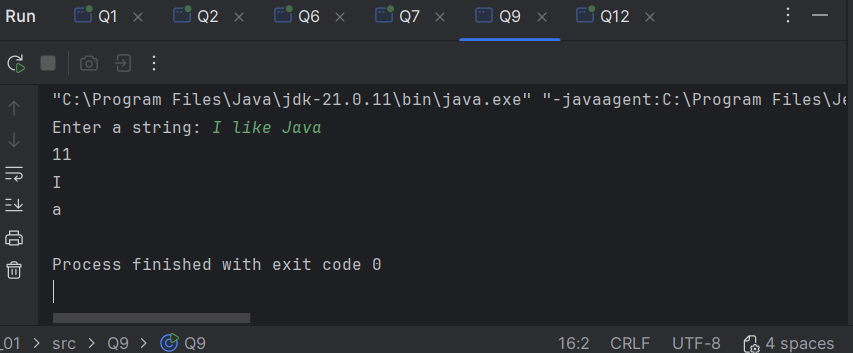 Run Q1 Q2 Q6 Q7 Q9 Q12
"C:\Program Files\Java\jdk-21.0.11\bin\java.exe" "-javaagent:C:\Program Files\Je
Enter a string: I like Java
11
I
a
Process finished with exit code 0
_01 > src > Q9 > Q9 16:2 CRLF UTF-8 4 spaces